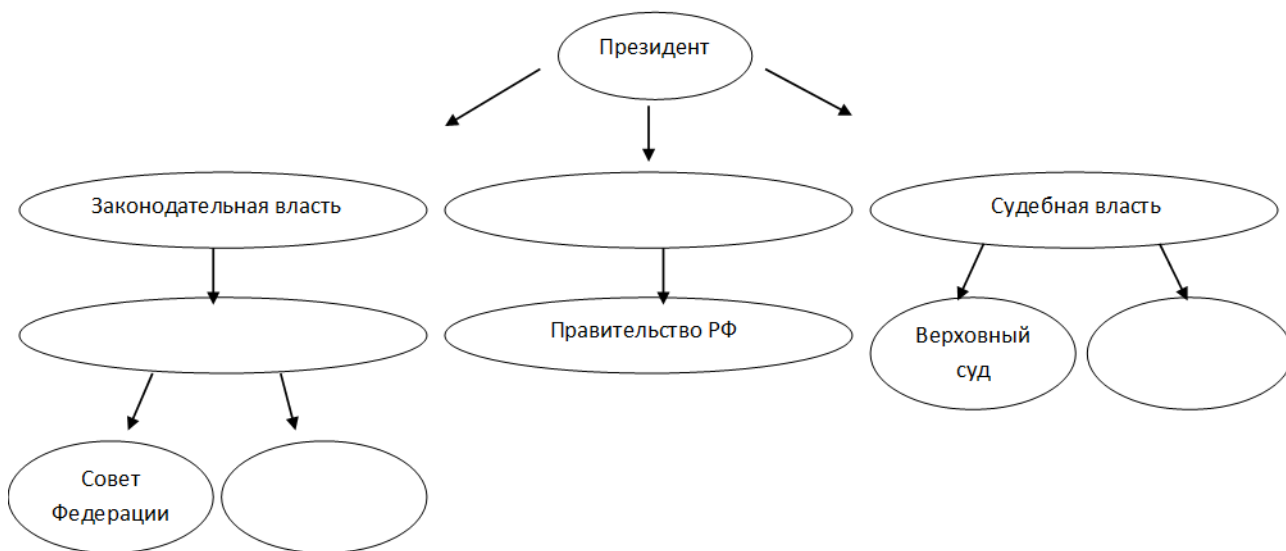 Президент
Законодательная власть
Судебная власть
Правительство РФ
Верховный
суд
Совет
Федерации